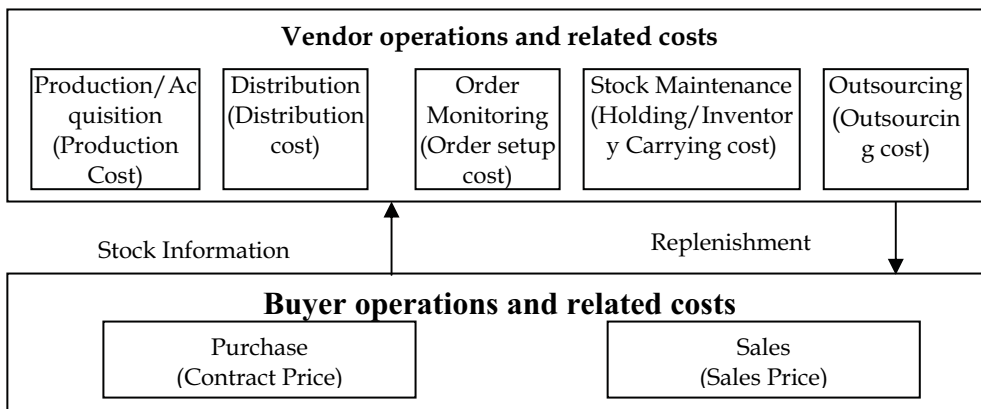 Vendor operations and related costs
Production/Ac
quisition
(Production
Cost)
Distribution
(Distribution
cost)
Order
Monitoring
(Order setup
cost)
Stock Maintenance
(Holding/Inventor
y Carrying cost)
Outsourcing
(Outsourcin
g cost)
Stock Information
Replenishment
Buyer operations and related costs
Purchase
(Contract Price)
Sales
(Sales Price)